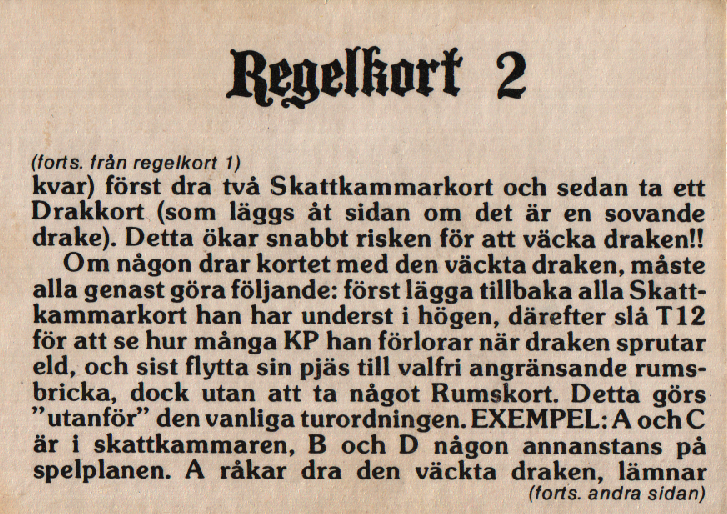 Regelkort 2
(forts. från regelkort 1)
kvar) först dra två Skattkammarkort och sedan ta ett
Drakkort (som läggs åt sidan om det är en sovande
drake). Detta ökar snabbt risken för att väcka draken!!
Om någon drar kortet med den väckta draken, måste
alla genast göra följande: först lägga tillbaka alla Skatt-
kammarkort han har underst i högen, därefter slå T12
för att se hur många KP han förlorar när draken sprutar
eld, och sist flytta sin pjäs till valfri angränsande rums-
bricka, dock utan att ta något Rumskort. Detta görs
”utanför” den vanliga turordningen. EXEMPEL: A och C
är i skattkammaren, B och D någon annanstans på
spelplanen. A råkar dra den väckta draken, lämnar
(forts. andra sidan)